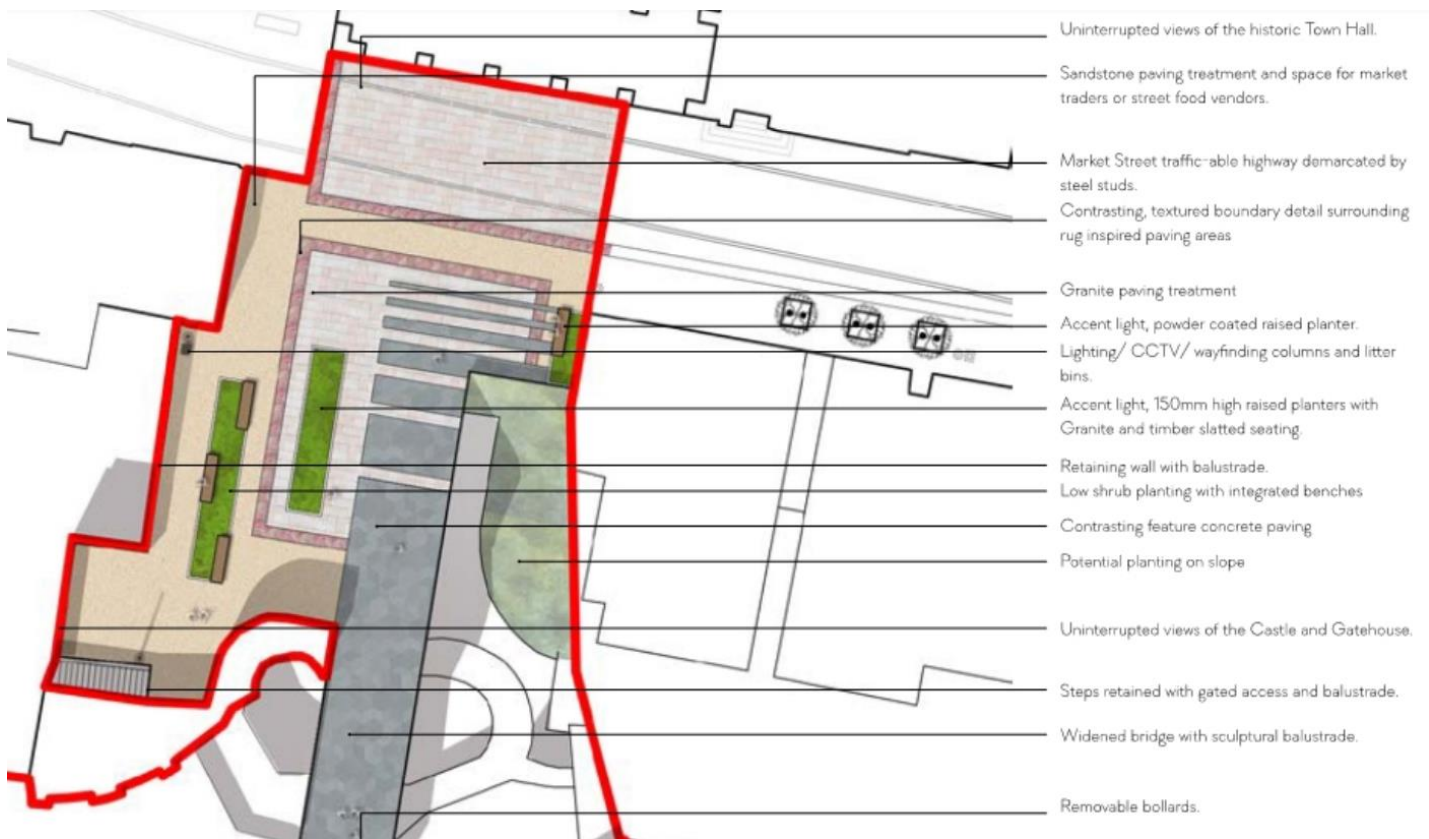 Uninterrupted views of the historic Town Hall.
Sandstone paving treatment and space for market
traders or street food vendors.
Market Street traffic-able highway demarcated by
steel studs.
Contrasting, textured boundary detail surrounding
rug inspired paving areas
Granite paving treatment
Accent light, powder coated raised planter.
Lighting/ CCTV/ wayfinding columns and litter
bins.
Accent light, 150mm high raised planters with
Granite and timber slatted seating.
Retaining wall with balustrade.
Low shrub planting with integrated benches
Contrasting feature concrete paving
Potential planting on slope
Uninterrupted views of the Castle and Gatehouse.
Steps retained with gated access and balustrade.
Widened bridge with sculptural balustrade.
Removable bollards.